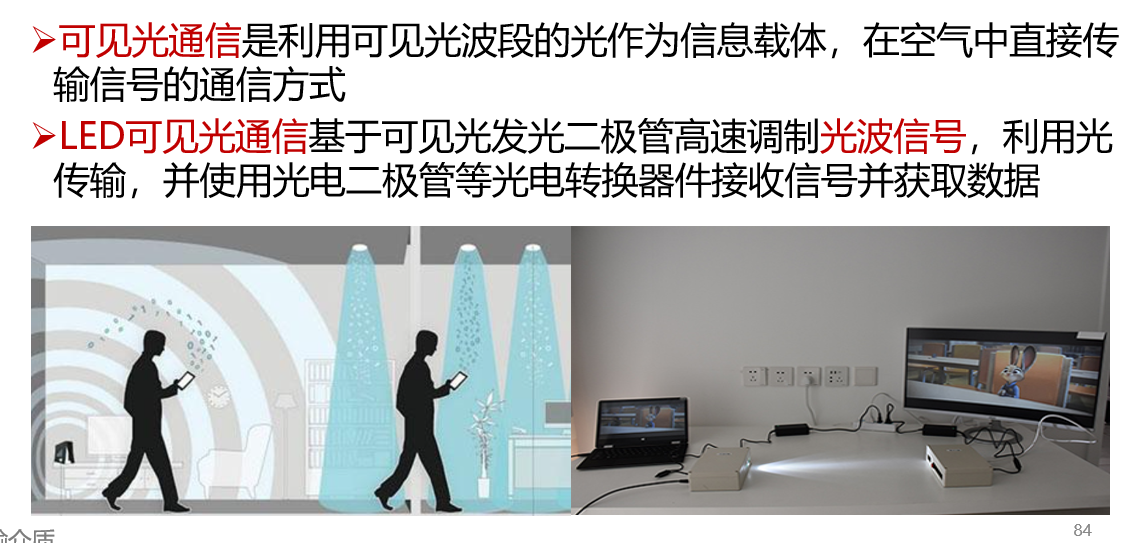 ➢可见光通信是利用可见光波段的光作为信息载体，在空气中直接传
输信号的通信方式
➢LED可见光通信基于可见光发光二极管高速调制光波信号，利用光
传输，并使用光电二极管等光电转换器件接收信号并获取数据
84
输介质